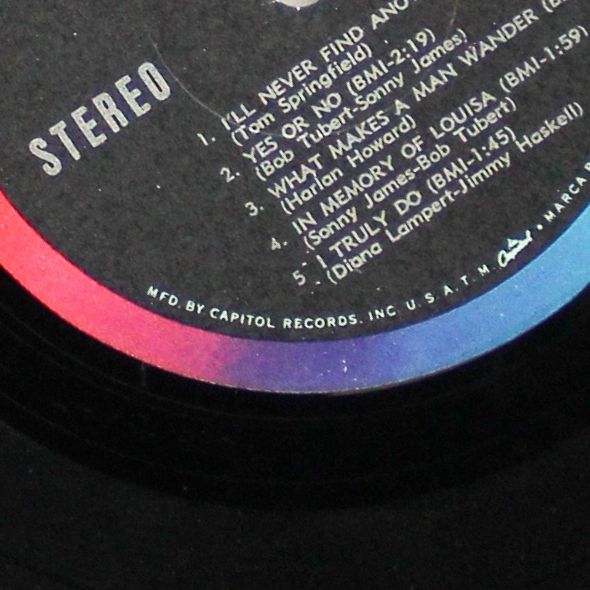 STEREO
1. I'LL NEVER FIND
(Tom Springfield)
2. YES OR NO (BMI-2:19)
(Bob Tubert-Sonny James)
3. WHAT MAKES A MAN WANDER
(Harlan Howard)
4. IN MEMORY OF LOUISA (BMI-1:59)
(Sonny James-Bob Tubert)
5. I TRULY DO (BMI-1:45)
(Diana Lampert-Jimmy Haskell)
MFD. BY CAPITOL RECORDS. INC U. S. A. T. M. Capitol • MARCA